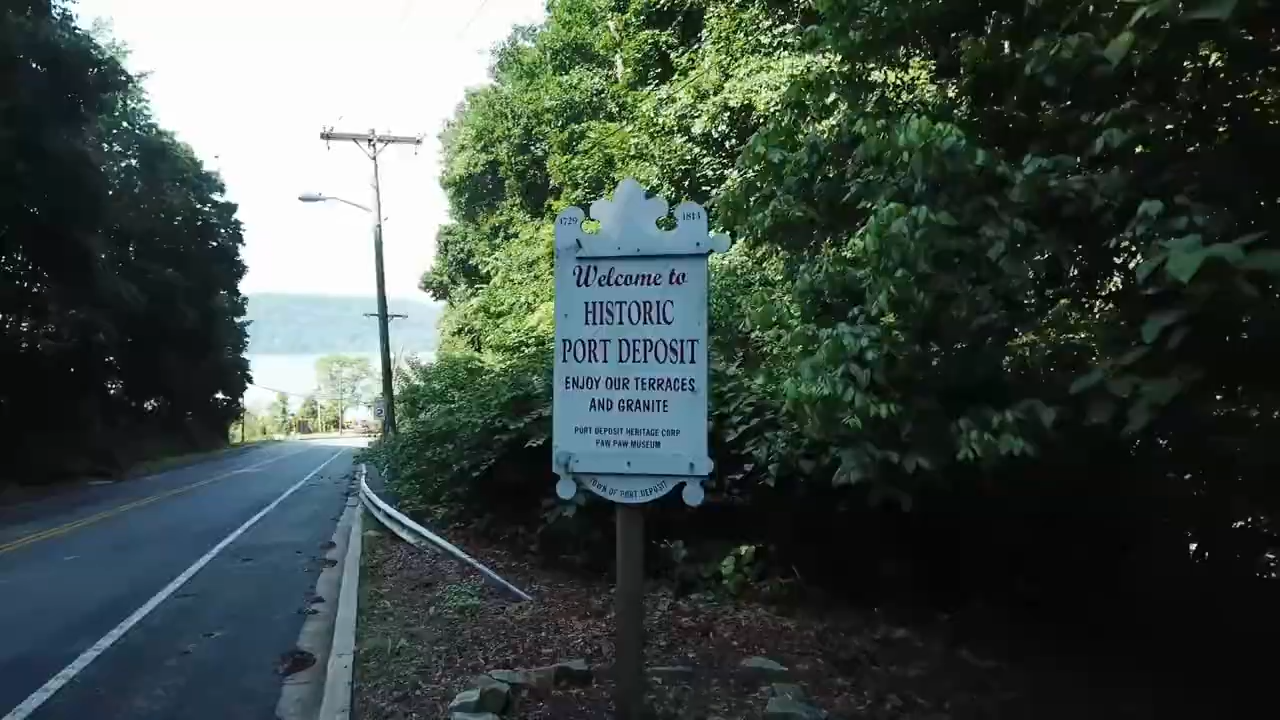 1729 1813
Welcome to
HISTORIC
PORT DEPOSIT
ENJOY OUR TERRACES
AND GRANITE
PORT DEPOSIT HERITAGE CORP
PAW PAW MUSEUM
TOWN OF PORT DEPOSIT